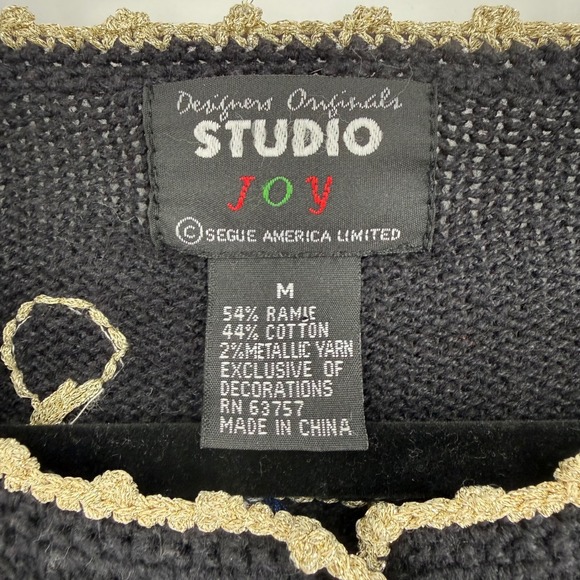 Designers Originals
STUDIO
JOY
© SEGUE AMERICA LIMITED
M
54% RAMIE
44% COTTON
2% METALLIC YARN
EXCLUSIVE OF
DECORATIONS
RN 63757
MADE IN CHINA